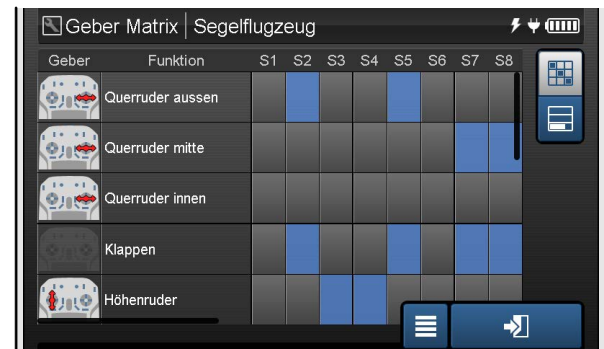 Geber Matrix | Segelflugzeug
Geber Funktion S1 S2 S3 S4 S5 S6 S7 S8
Querruder aussen
Querruder mitte
Querruder innen
Klappen
Höhenruder